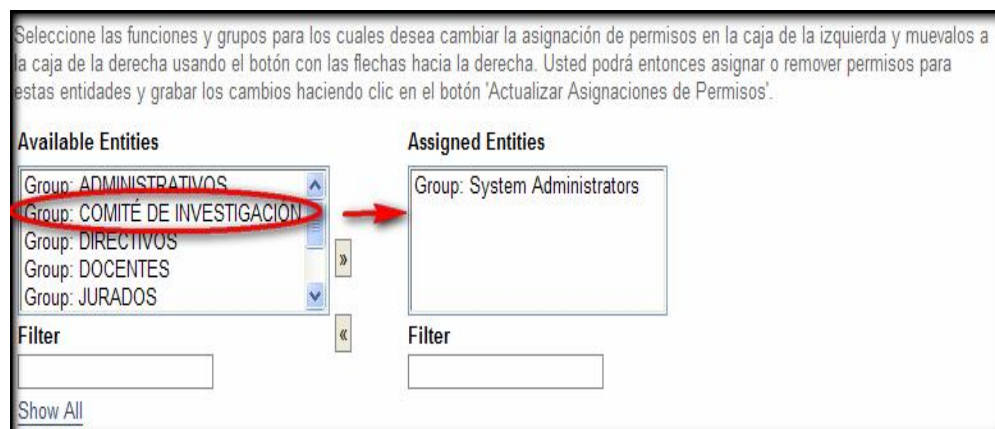 Seleccione las funciones y grupos para los cuales desea cambiar la asignación de permisos en la caja de la izquierda y muevalos a
la caja de la derecha usando el botón con las flechas hacia la derecha. Usted podrá entonces asignar o remover permisos para
estas entidades y grabar los cambios haciendo clic en el botón 'Actualizar Asignaciones de Permisos'.
Available Entities
Group: ADMINISTRATIVOS
Group: COMITÉ DE INVESTIGACION
Group: DIRECTIVOS
Group: DOCENTES
Group: JURADOS
Filter
Show All
»
«
Assigned Entities
Group: System Administrators
Filter